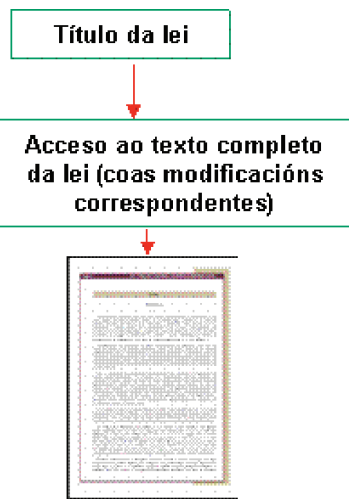 Título da lei
Acceso ao texto completo
da lei (coas modificacións
correspondentes)